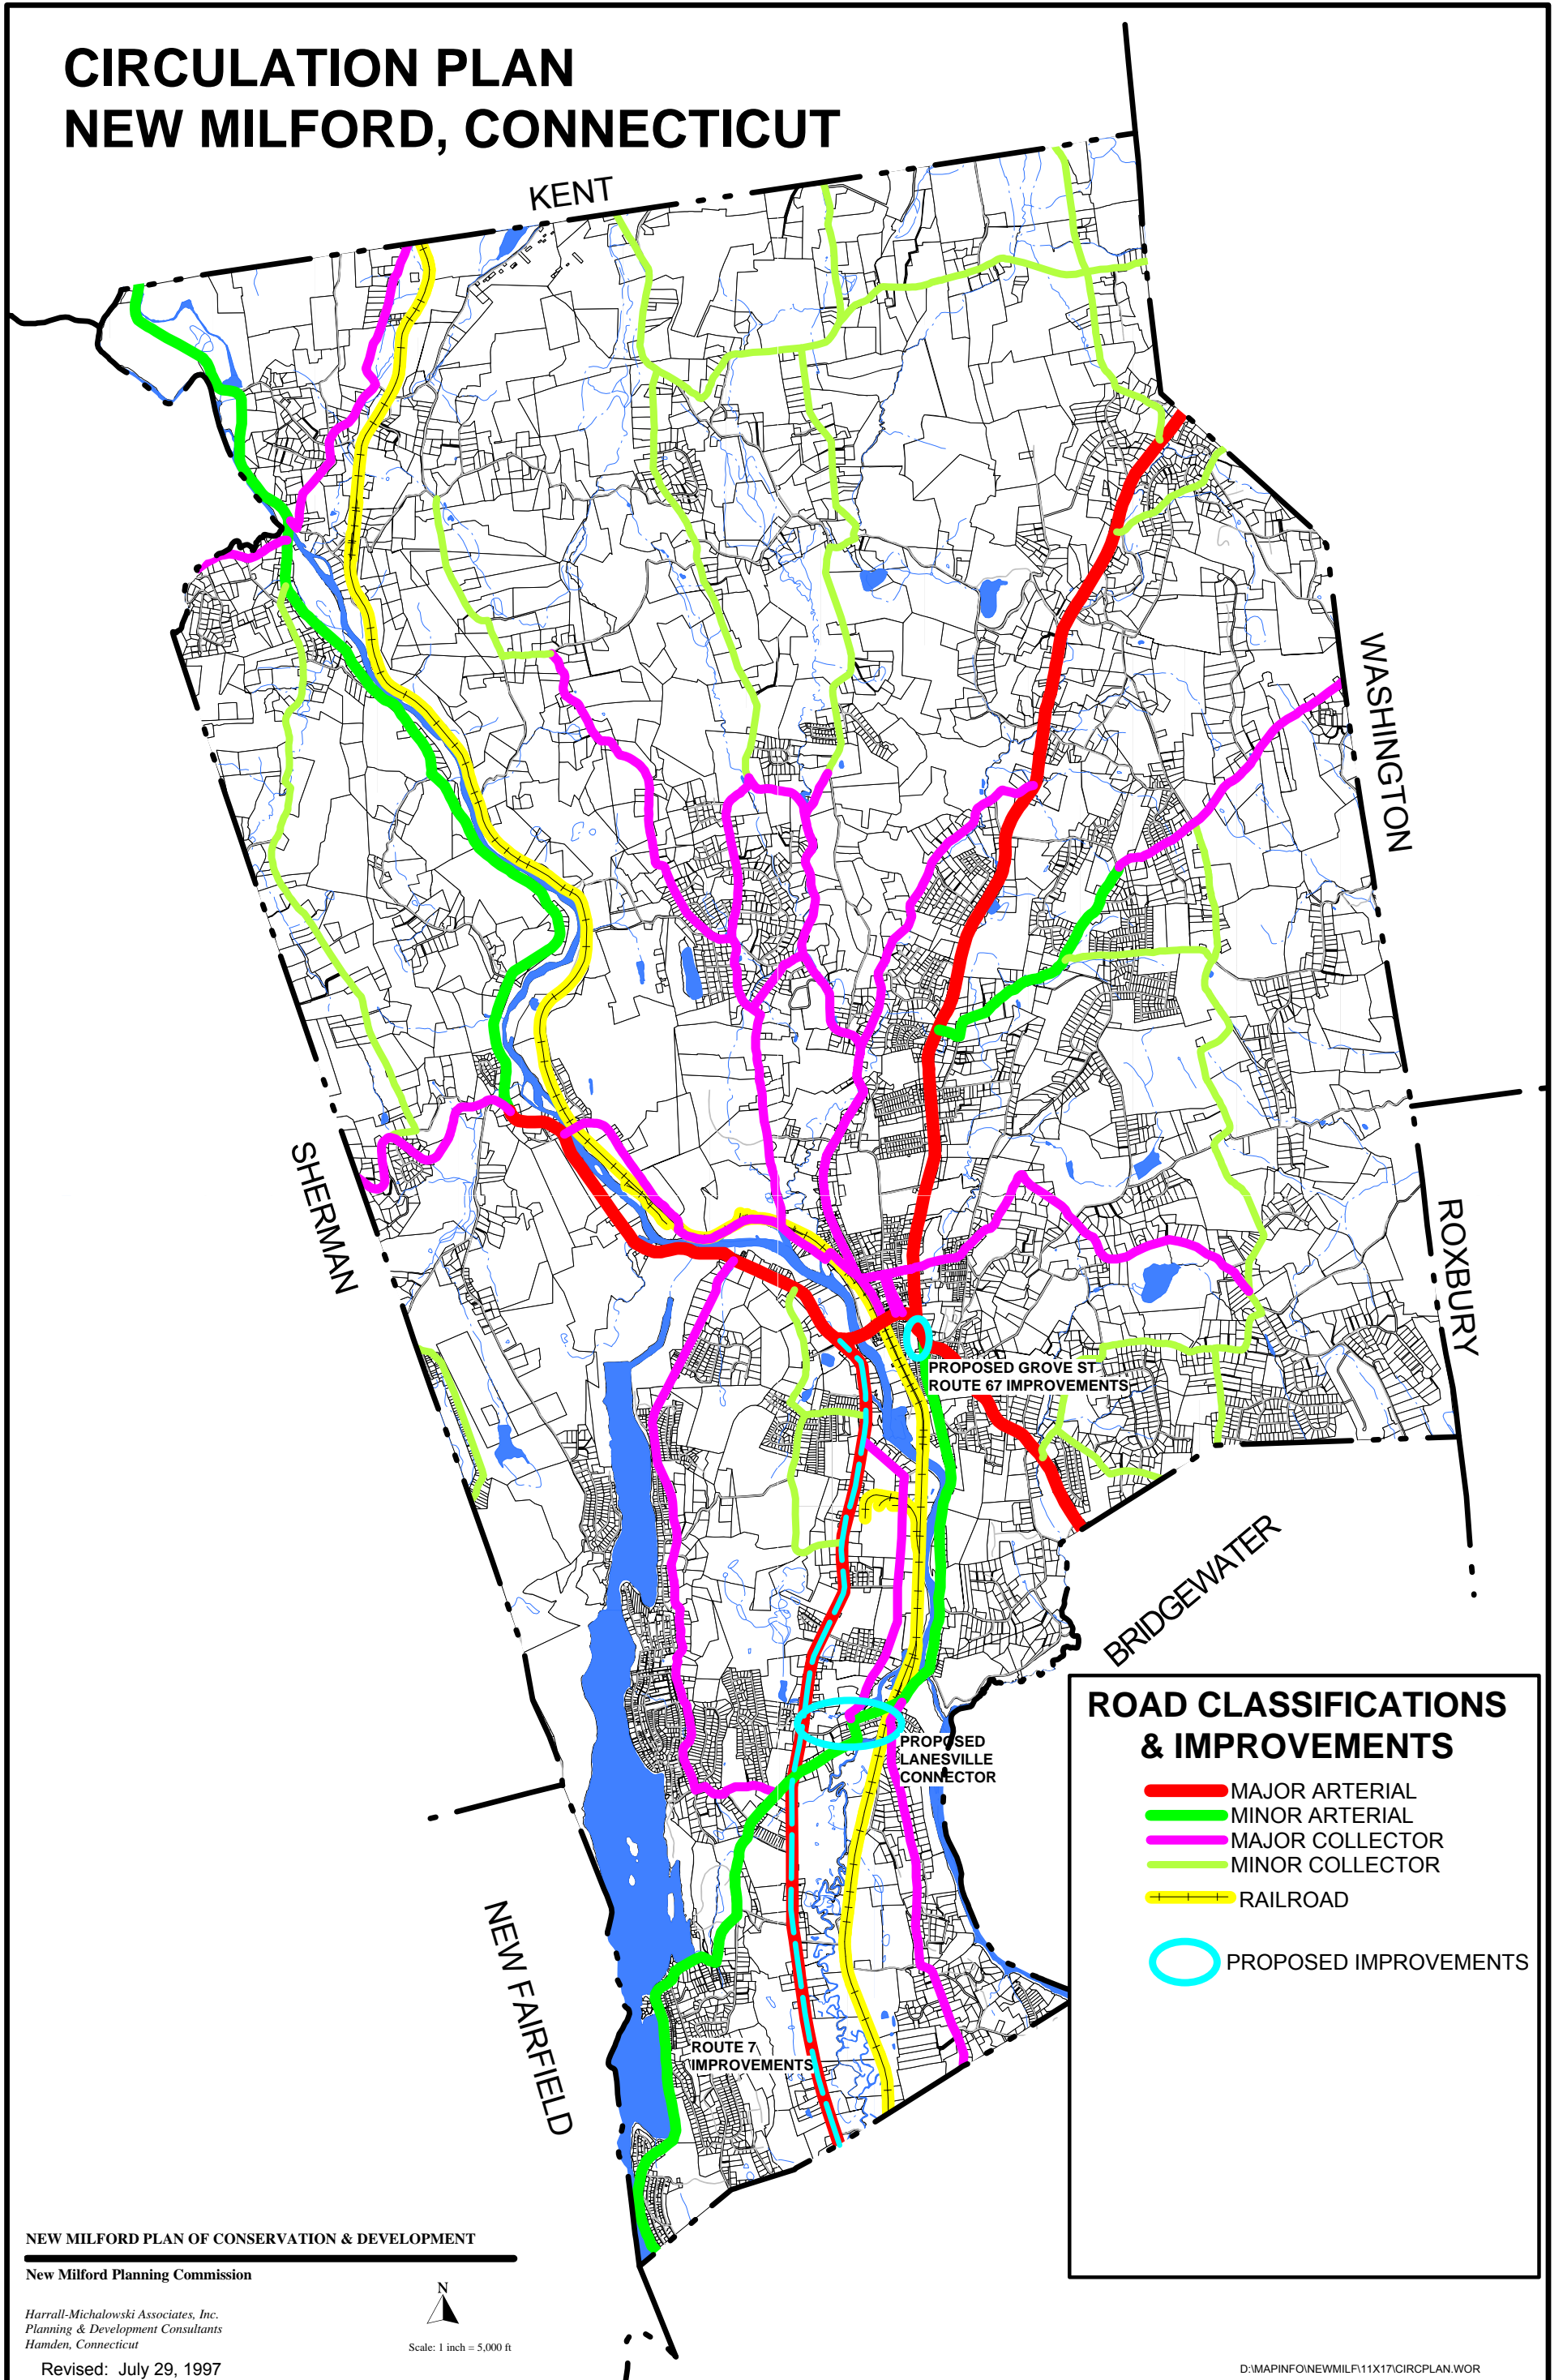 CIRCULATION PLAN
NEW MILFORD, CONNECTICUT
KENT
WASHINGTON
SHERMAN
ROXBURY
PROPOSED GROVE ST.
ROUTE 67 IMPROVEMENTS
BRIDGEWATER
PROPOSED
LANESVILLE
CONNECTOR
NEW FAIRFIELD
ROUTE 7
IMPROVEMENTS
ROAD CLASSIFICATIONS
& IMPROVEMENTS
MAJOR ARTERIAL
MINOR ARTERIAL
MAJOR COLLECTOR
MINOR COLLECTOR
RAILROAD
PROPOSED IMPROVEMENTS
NEW MILFORD PLAN OF CONSERVATION & DEVELOPMENT
New Milford Planning Commission
Harrall-Michalowski Associates, Inc.
Planning & Development Consultants
Hamden, Connecticut
Revised: July 29, 1997
N
Scale: 1 inch = 5,000 ft
D:\MAPINFO\NEWMILF\11X17\CIRCPLAN.WOR